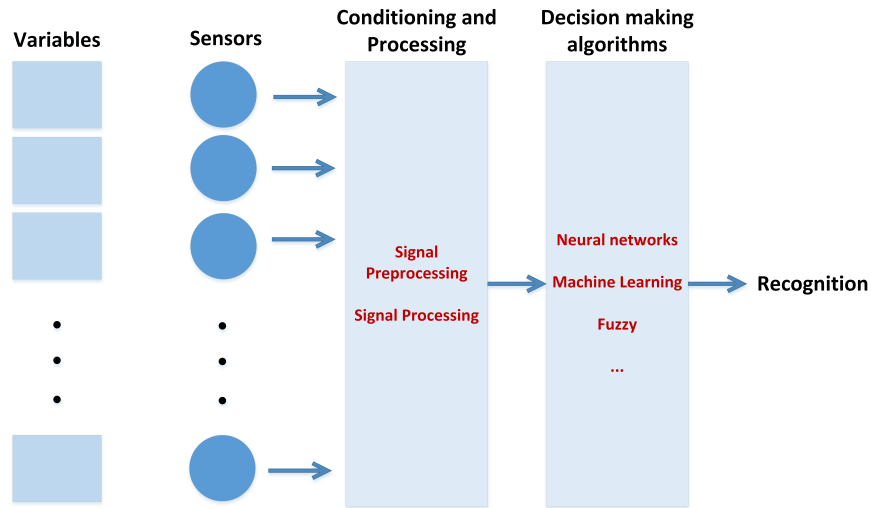 Variables
Sensors
Conditioning and
Processing
Decision making
algorithms
Signal
Preprocessing
Signal Processing
Neural networks
Machine Learning
Fuzzy
...
Recognition